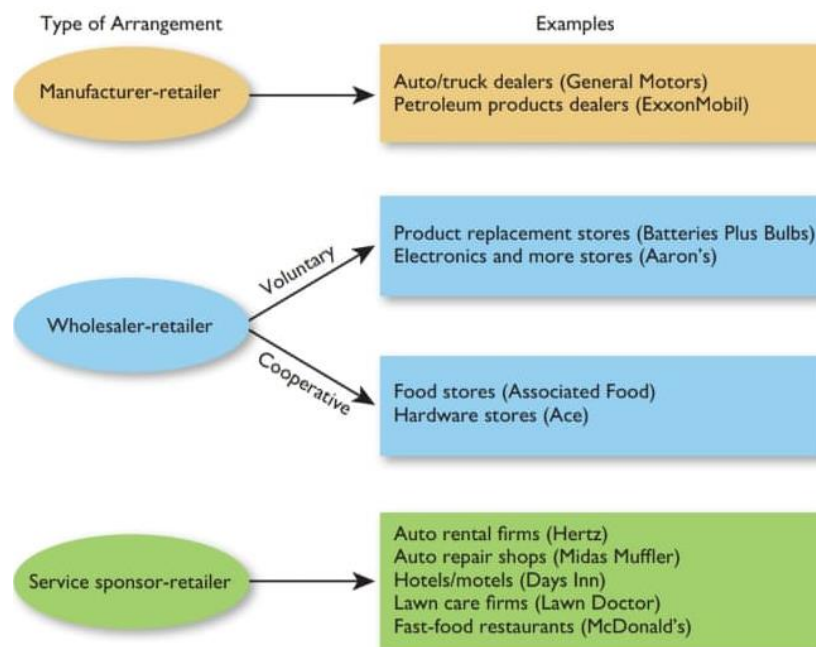 Type of Arrangement
Examples
Manufacturer-retailer
Auto/truck dealers (General Motors)
Petroleum products dealers (ExxonMobil)
Wholesaler-retailer
Voluntary
Product replacement stores (Batteries Plus Bulbs)
Electronics and more stores (Aaron's)
Cooperative
Food stores (Associated Food)
Hardware stores (Ace)
Service sponsor-retailer
Auto rental firms (Hertz)
Auto repair shops (Midas Muffler)
Hotels/motels (Days Inn)
Lawn care firms (Lawn Doctor)
Fast-food restaurants (McDonald's)